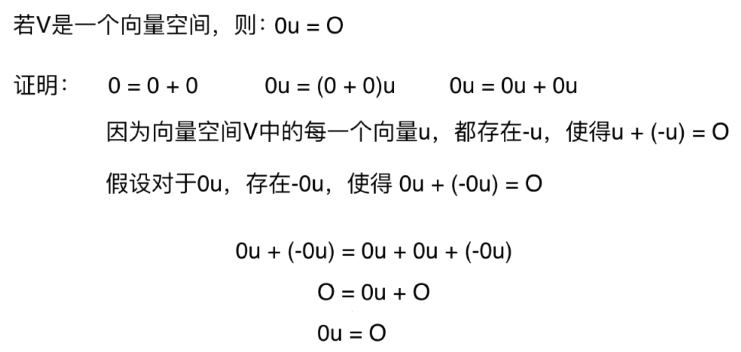 若V是一个向量空间，则：0u = O
证明： 0 = 0 + 0 0u = (0 + 0)u 0u = 0u + 0u
因为向量空间V中的每一个向量u，都存在-u，使得u + (-u) = O
假设对于0u，存在-0u，使得 0u + (-0u) = O
0u + (-0u) = 0u + 0u + (-0u)
O = 0u + O
0u = O